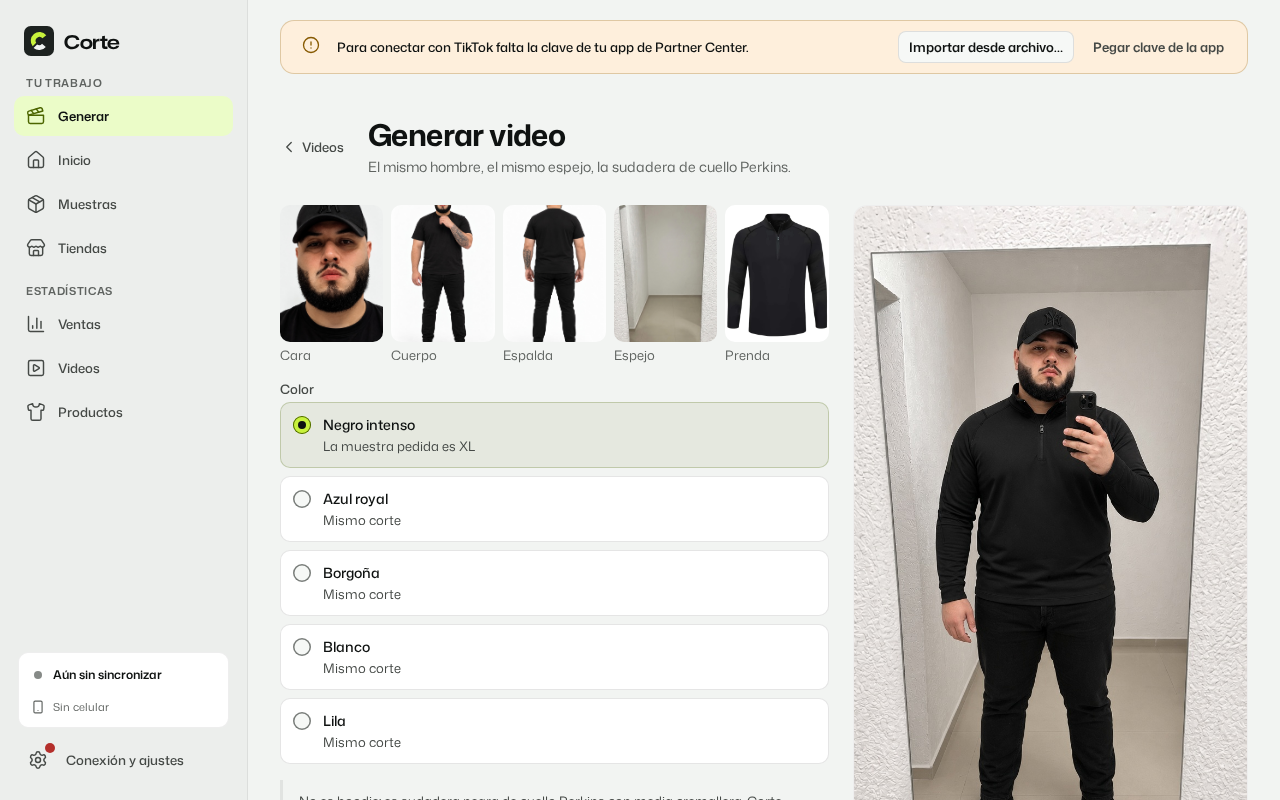 Corte
TU TRABAJO
Generar
Inicio
Muestras
Tiendas
ESTADÍSTICAS
Ventas
Videos
Productos
Aún sin sincronizar
Sin celular
Conexión y ajustes
Para conectar con TikTok falta la clave de tu app de Partner Center.
Importar desde archivo...
Pegar clave de la app
Videos
Generar video
El mismo hombre, el mismo espejo, la sudadera de cuello Perkins.
Cara
Cuerpo
Espalda
Espejo
Prenda
Color
Negro intenso
La muestra pedida es XL
Azul royal
Mismo corte
Borgoña
Mismo corte
Blanco
Mismo corte
Lila
Mismo corte